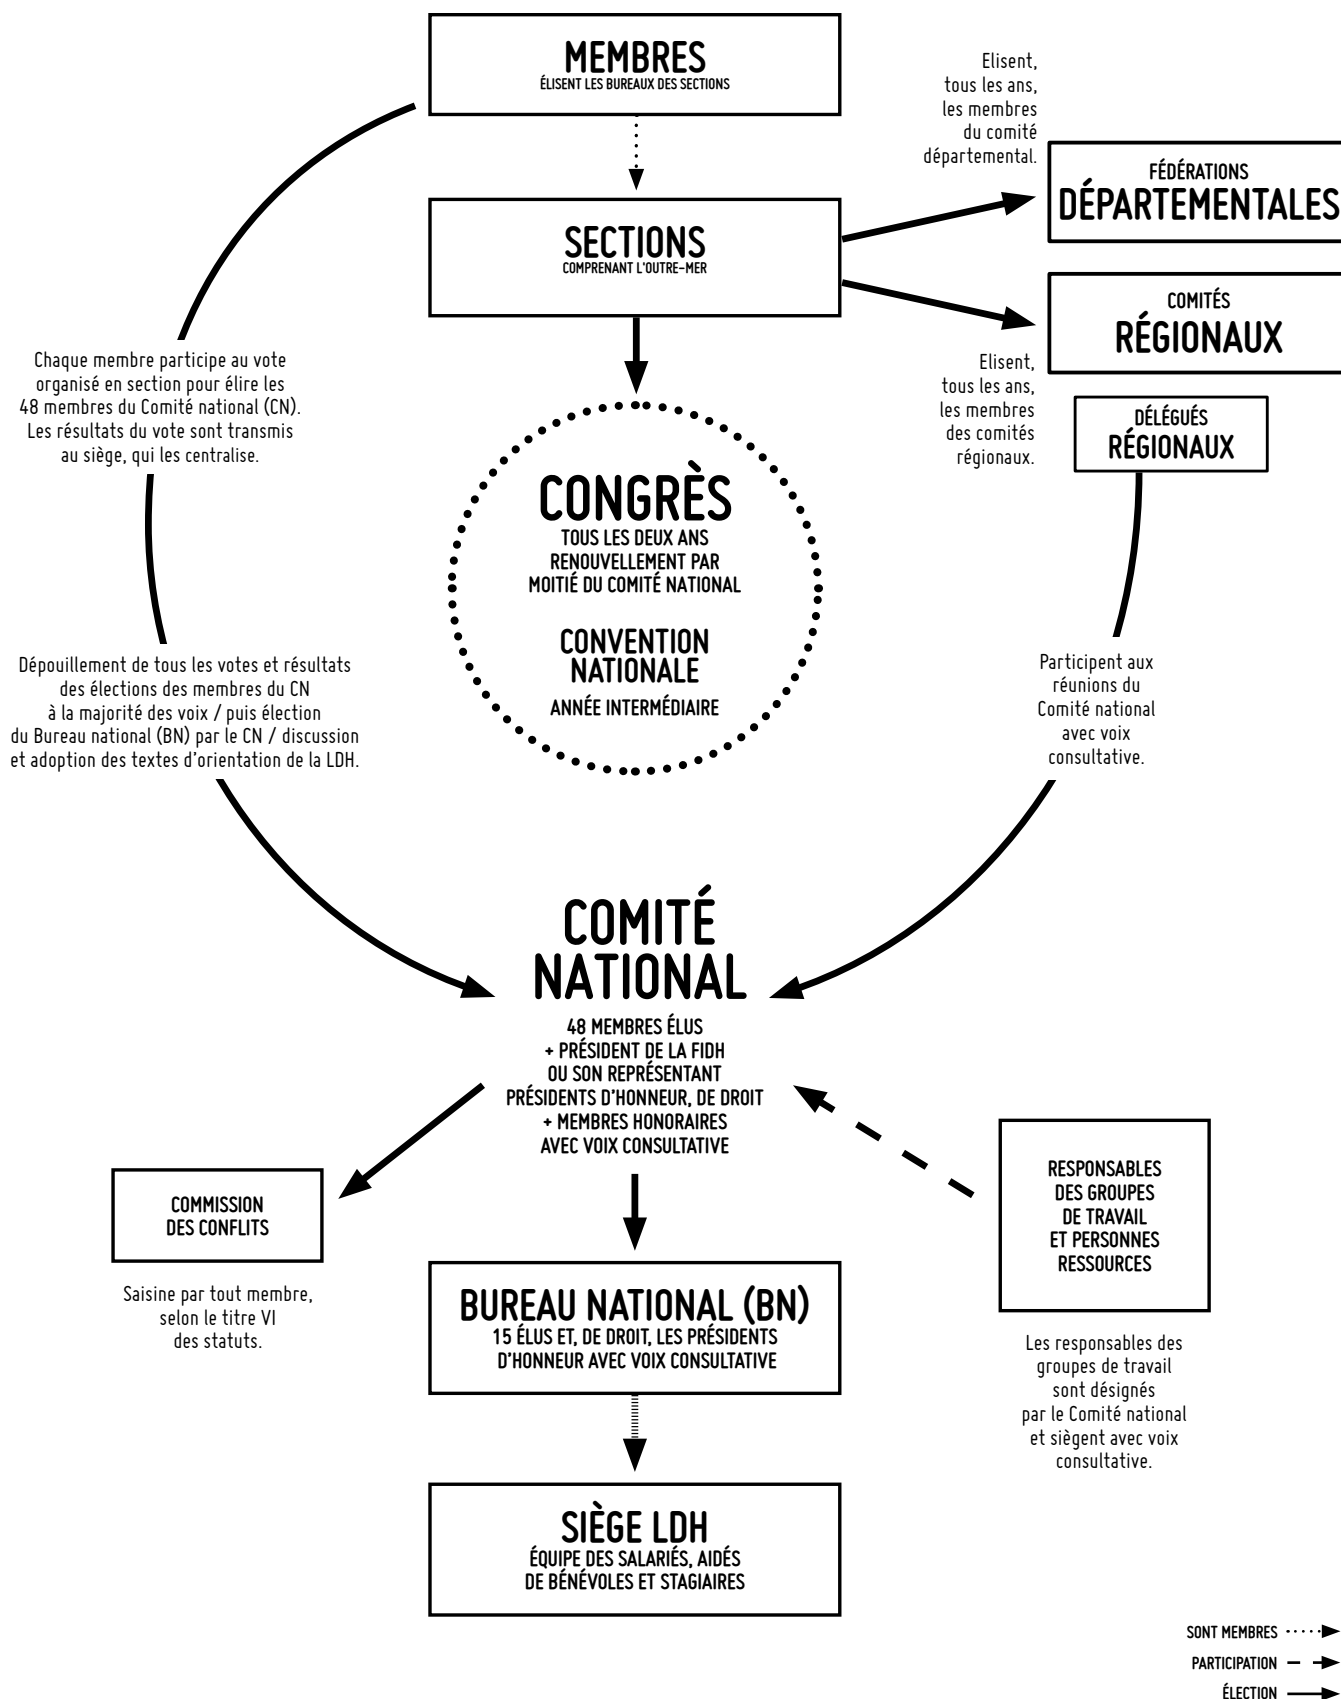 MEMBRES
ÉLISENT LES BUREAUX DES SECTIONS
Elisent,
tous les ans,
les membres
du comité
départemental.
FÉDÉRATIONS
DÉPARTEMENTALES
SECTIONS
COMPRENANT L'OUTRE-MER
COMITÉS
RÉGIONAUX
Elisent,
tous les ans,
les membres
des comités
régionaux.
DÉLÉGUÉS
RÉGIONAUX
Chaque membre participe au vote
organisé en section pour élire les
48 membres du Comité national (CN).
Les résultats du vote sont transmis
au siège, qui les centralise.
CONGRÈS
TOUS LES DEUX ANS
RENOUVELLEMENT PAR
MOITIÉ DU COMITÉ NATIONAL
CONVENTION
NATIONALE
ANNÉE INTERMÉDIAIRE
Dépouillement de tous les votes et résultats
des élections des membres du CN
à la majorité des voix / puis élection
du Bureau national (BN) par le CN / discussion
et adoption des textes d'orientation de la LDH.
Participent aux
réunions du
Comité national
avec voix
consultative.
COMITÉ
NATIONAL
48 MEMBRES ÉLUS
+ PRÉSIDENT DE LA FIDH
OU SON REPRÉSENTANT
PRÉSIDENTS D'HONNEUR, DE DROIT
+ MEMBRES HONORAIRES
AVEC VOIX CONSULTATIVE
COMMISSION
DES CONFLITS
Saisine par tout membre,
selon le titre VI
des statuts.
RESPONSABLES
DES GROUPES
DE TRAVAIL
ET PERSONNES
RESSOURCES
Les responsables des
groupes de travail
sont désignés
par le Comité national
et siègent avec voix
consultative.
BUREAU NATIONAL (BN)
15 ÉLUS ET, DE DROIT, LES PRÉSIDENTS
D'HONNEUR AVEC VOIX CONSULTATIVE
SIÈGE LDH
ÉQUIPE DES SALARIÉS, AIDÉS
DE BÉNÉVOLES ET STAGIAIRES
SONT MEMBRES
PARTICIPATION
ÉLECTION